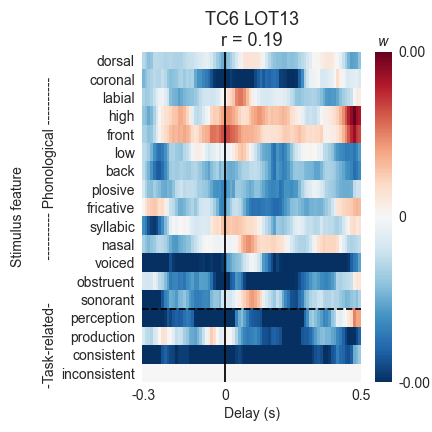 TC6 LOT13
r = 0.19
w
dorsal
coronal
labial
high
front
low
back
plosive
fricative
syllabic
nasal
voiced
obstruent
sonorant
perception
production
consistent
inconsistent
Stimulus feature
-Task-related- ----------- Phonological ----------
0.00
0
-0.00
-0.3
0
0.5
Delay (s)